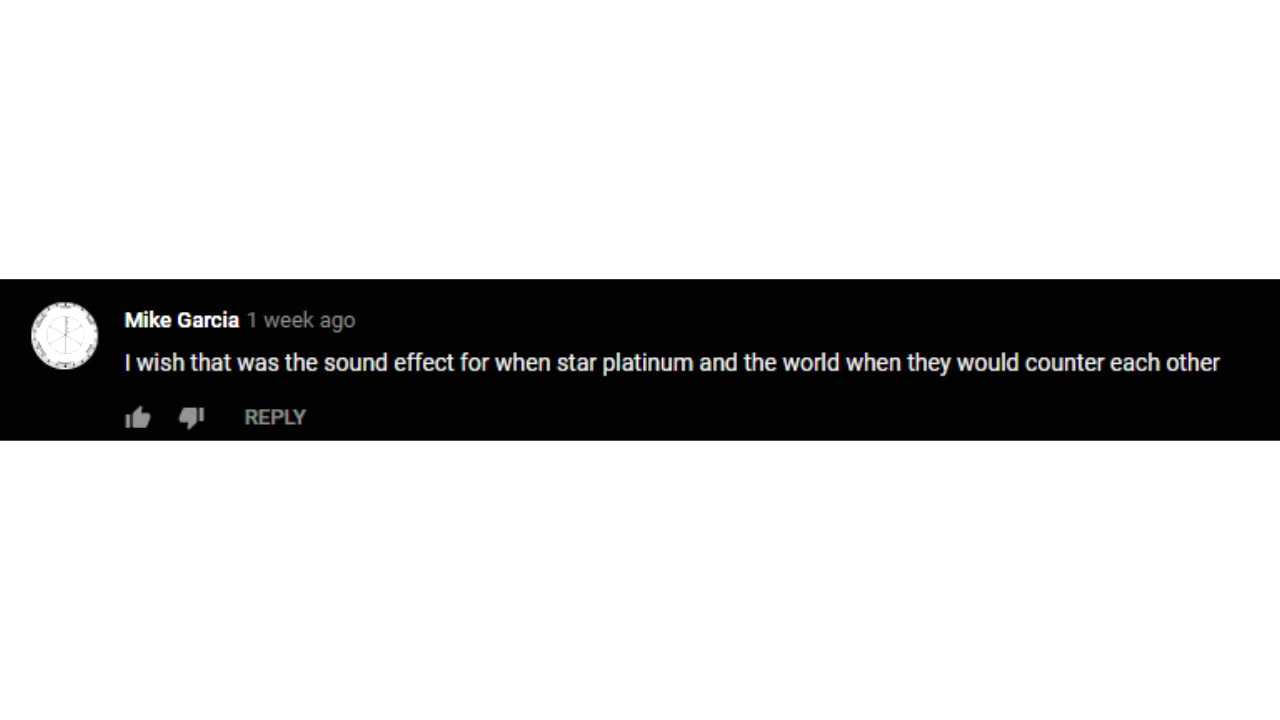 Mike Garcia 1 week ago
I wish that was the sound effect for when star platinum and the world when they would counter each other
REPLY